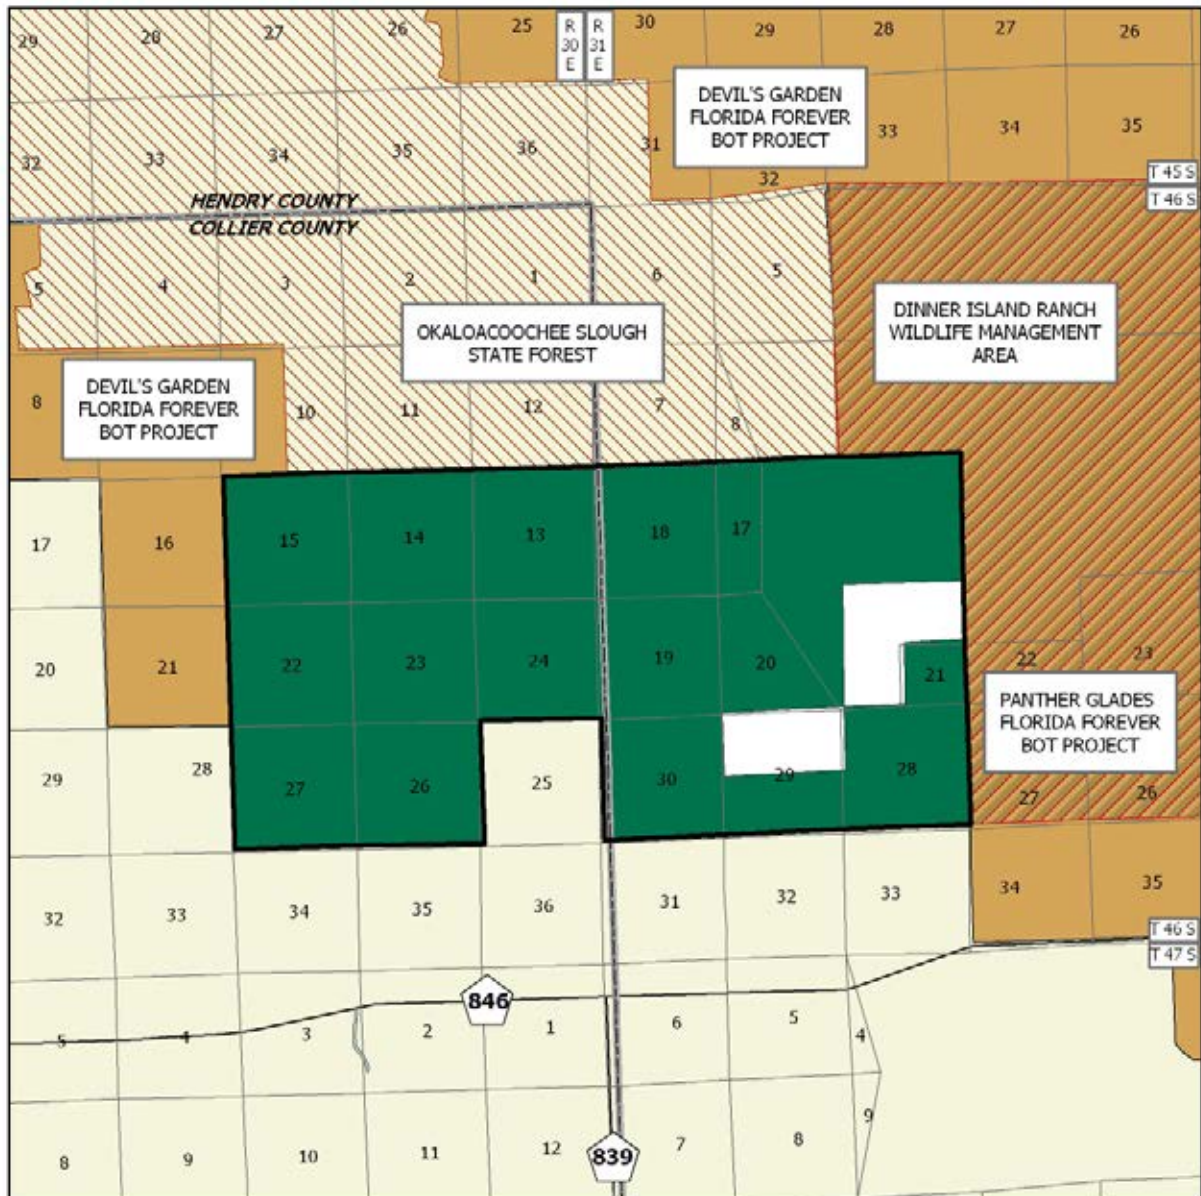 29 28 27 26 25 R 30 E R 31 E 30 29 28 27 26
DEVIL'S GARDEN
FLORIDA FOREVER
BOT PROJECT
32 33 34 35 36 31 32 33 34 35
T 45 S
T 46 S
HENDRY COUNTY
COLLIER COUNTY
5 4 3 2 1 6 5
OKALOACOOCHEE SLOUGH
STATE FOREST
DINNER ISLAND RANCH
WILDLIFE MANAGEMENT
AREA
DEVIL'S GARDEN
FLORIDA FOREVER
BOT PROJECT
8 10 11 12 7 8
17 16 15 14 13 18 17
20 21 22 23 24 19 20 21 22 23
PANTHER GLADES
FLORIDA FOREVER
BOT PROJECT
29 28 27 26 25 30 29 28 27 26
32 33 34 35 36 31 32 33 34 35
T 46 S
T 47 S
846
5 4 3 2 1 6 5 4
9
8 9 10 11 12 7 8
839